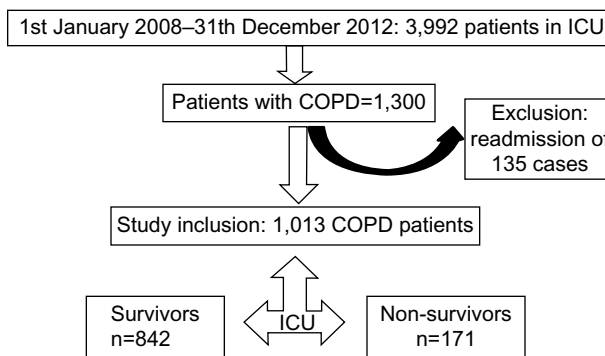 1st January 2008–31th December 2012: 3,992 patients in ICU
Patients with COPD=1,300
Exclusion:
readmission of
135 cases
Study inclusion: 1,013 COPD patients
Survivors
n=842
ICU
Non-survivors
n=171